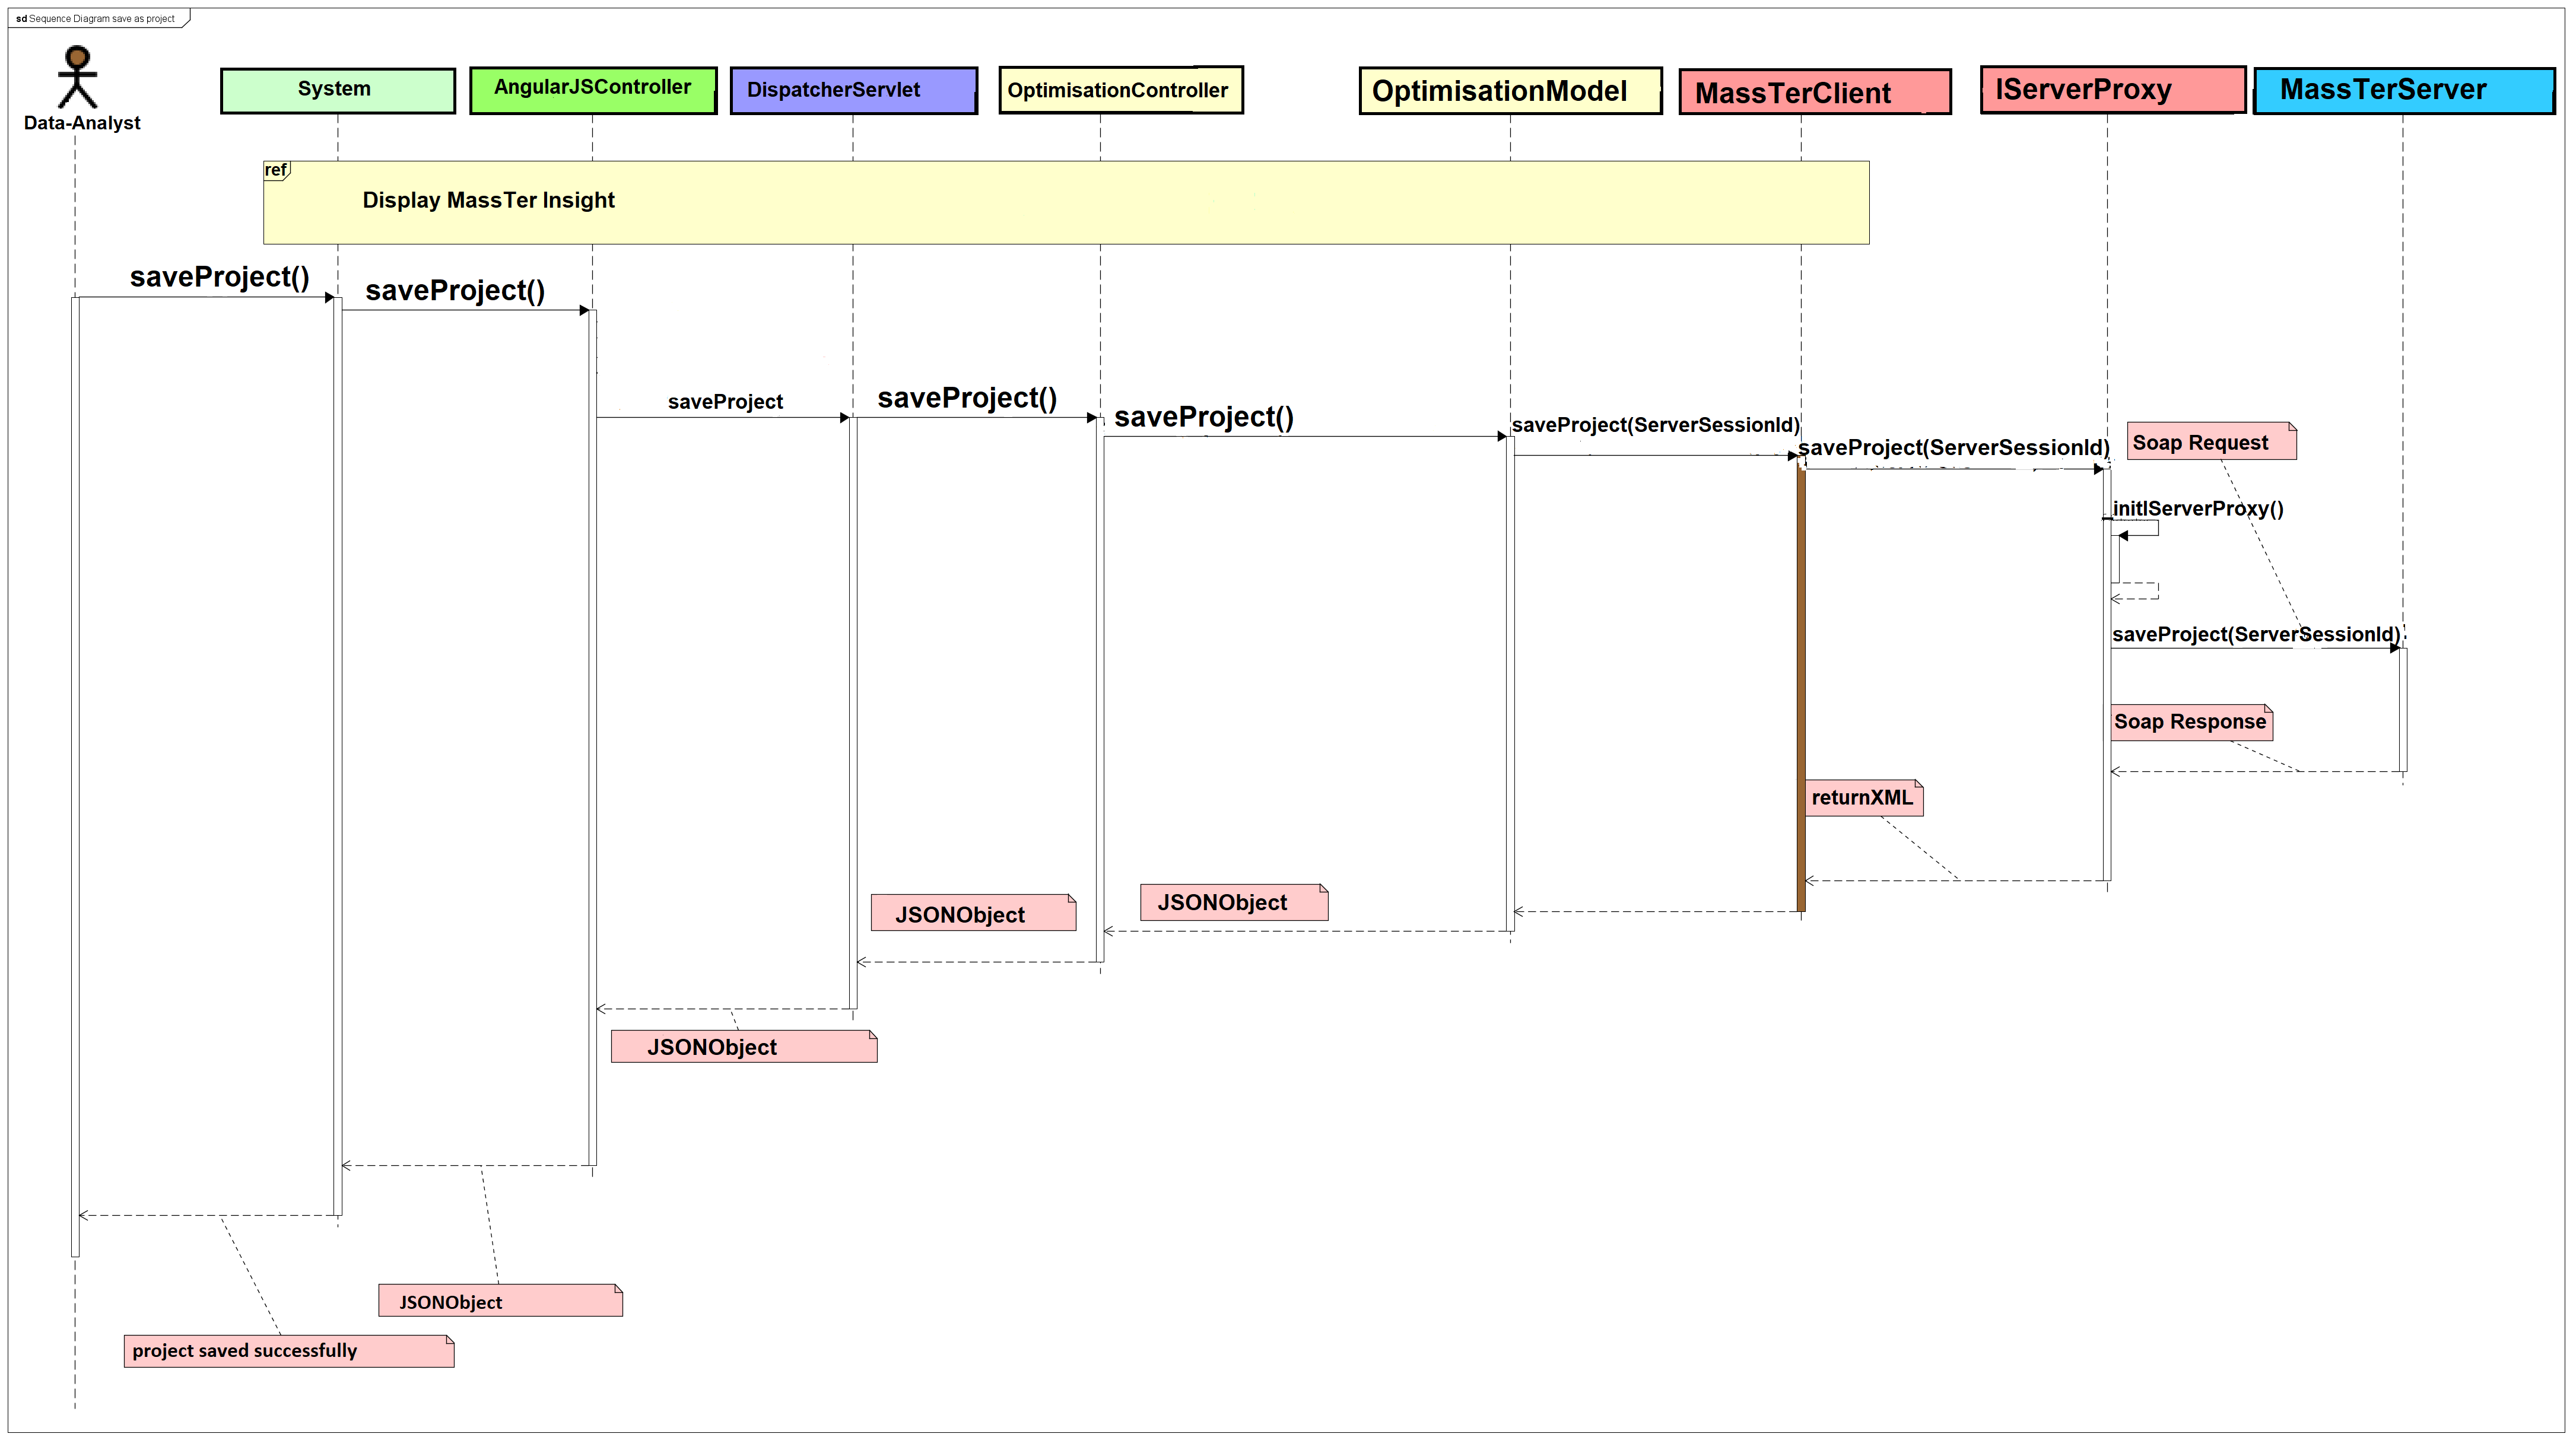 sd Sequence Diagram save as project
Data-Analyst
System
AngularJSController
DispatcherServlet
OptimisationController
OptimisationModel
MassTerClient
IServerProxy
MassTerServer
ref
Display MassTer Insight
saveProject()
saveProject()
saveProject
saveProject()
saveProject()
saveProject(ServerSessionId)
saveProject(ServerSessionId)
Soap Request
initIServerProxy()
saveProject(ServerSessionId)
Soap Response
returnXML
JSONObject
JSONObject
JSONObject
JSONObject
project saved successfully